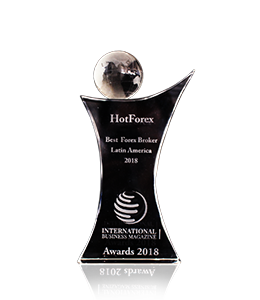 HotForex
Best Forex Broker
Latin America
2018
INTERNATIONAL
BUSINESS MAGAZINE
Awards 2018